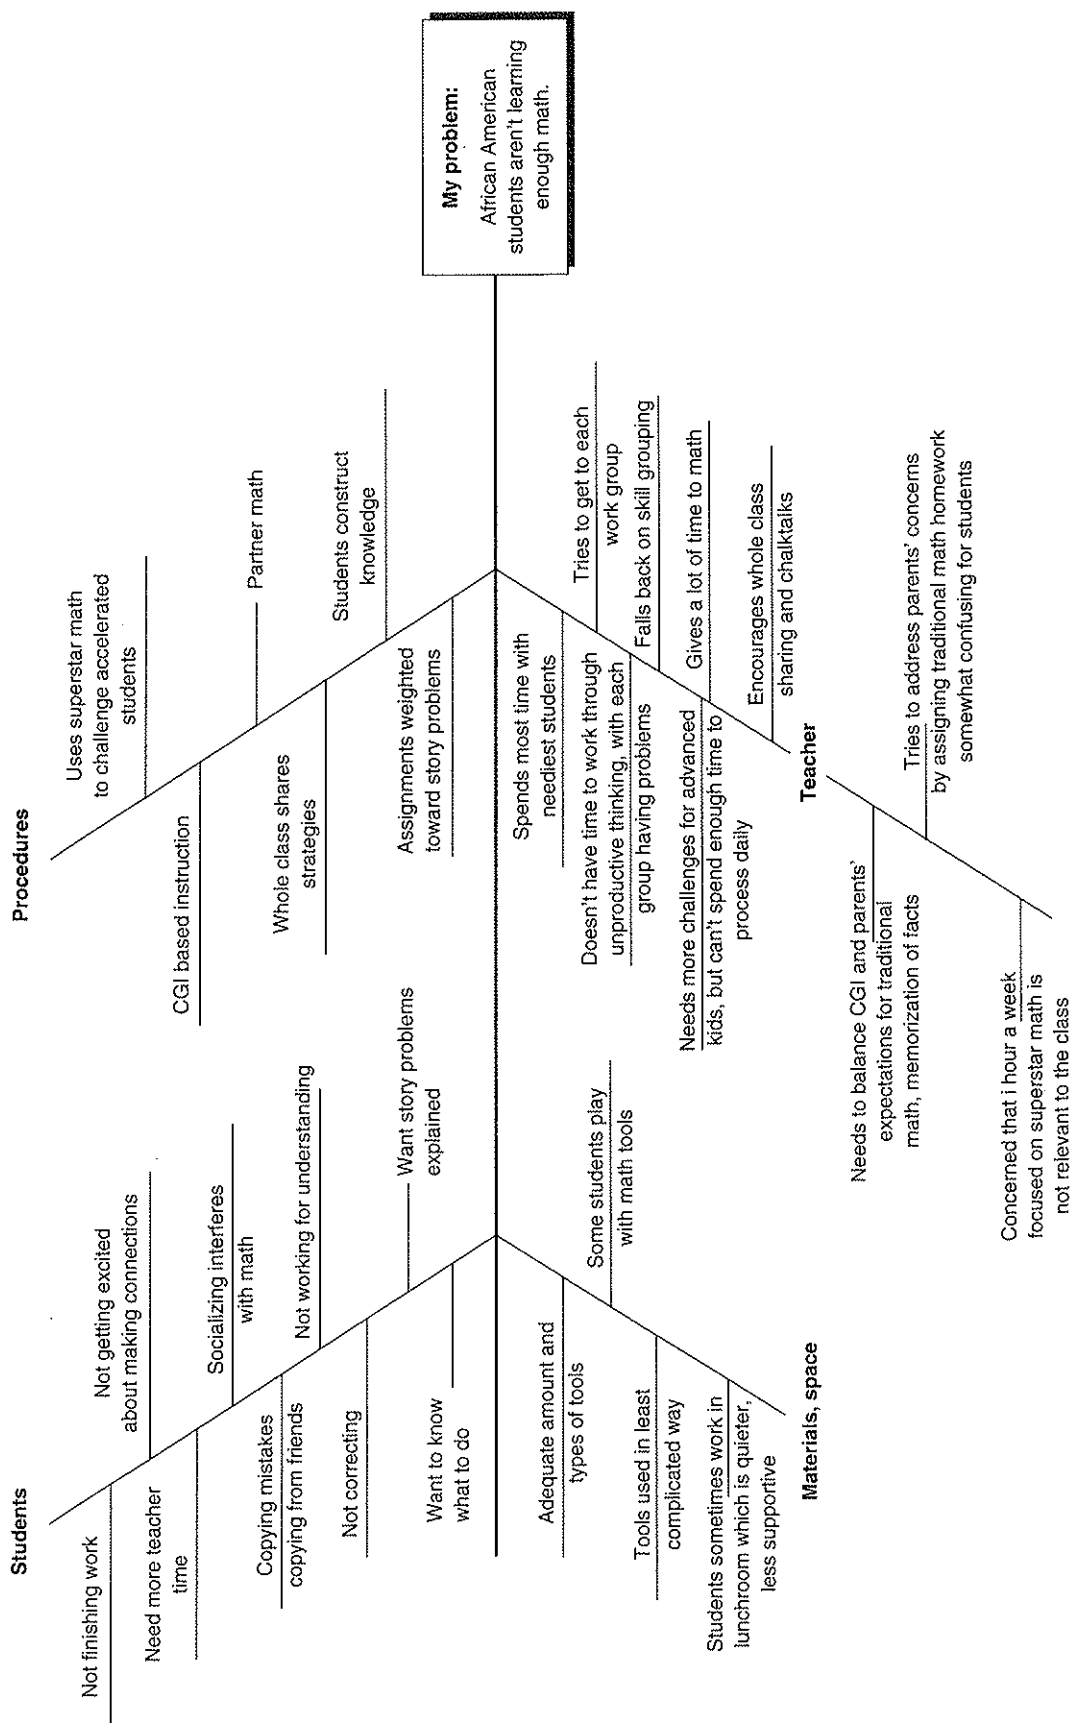 Students
Not finishing work
Not getting excited
about making connections
Need more teacher
time
Socializing interferes
with math
Copying mistakes
copying from friends
Not working for understanding
Not correcting
Want story problems
explained
Want to know
what to do
Procedures
Uses superstar math
to challenge accelerated
students
CGI based instruction
Partner math
Whole class shares
strategies
Students construct
knowledge
Assignments weighted
toward story problems
My problem:
African American
students aren't learning
enough math.
Adequate amount and
types of tools
Some students play
with math tools
Tools used in least
complicated way
Students sometimes work in
lunchroom which is quieter,
less supportive
Materials, space
Spends most time with
neediest students
Tries to get to each
work group
Doesn't have time to work through
unproductive thinking, with each
group having problems
Falls back on skill grouping
Needs more challenges for advanced
kids, but can't spend enough time to
process daily
Gives a lot of time to math
Encourages whole class
sharing and chalktalks
Teacher
Needs to balance CGI and parents'
expectations for traditional
math, memorization of facts
Tries to address parents' concerns
by assigning traditional math homework
somewhat confusing for students
Concerned that i hour a week
focused on superstar math is
not relevant to the class